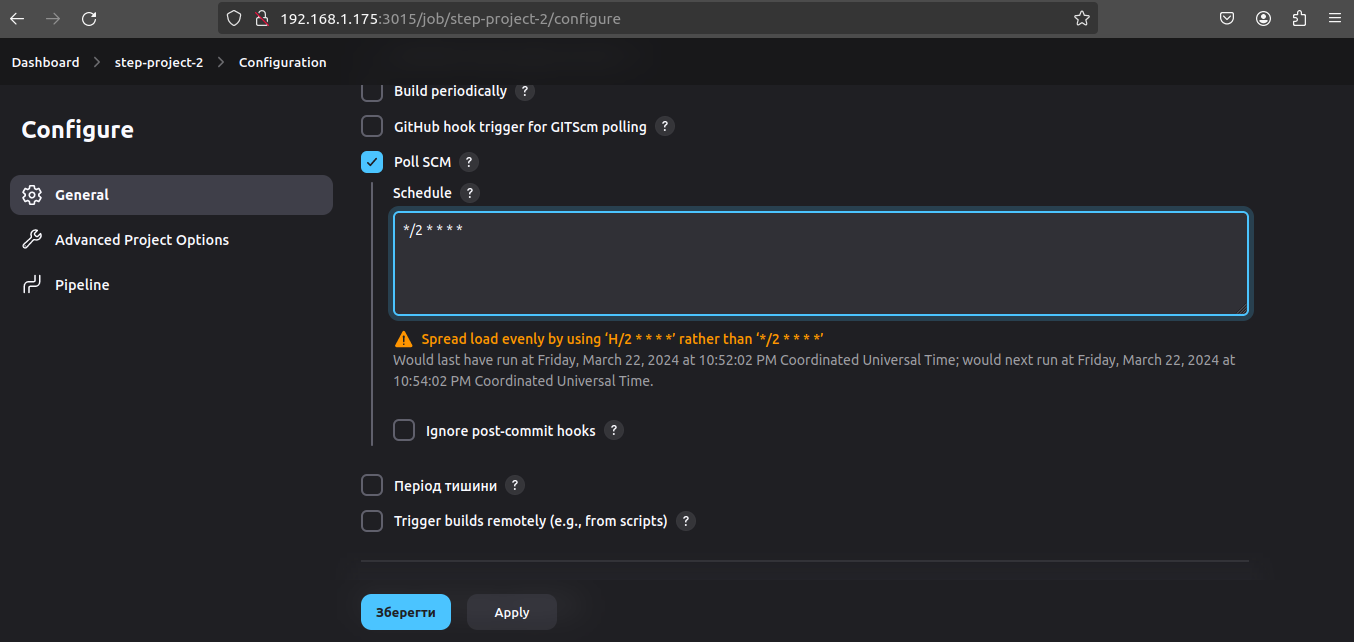 192.168.1.175:3015/job/step-project-2/configure
Dashboard > step-project-2 > Configuration
Configure
General
Advanced Project Options
Pipeline
Build periodically ?
GitHub hook trigger for GITScm polling ?
Poll SCM ?
Schedule ?
*/2 * * * *
Spread load evenly by using ‘H/2 * * * *’ rather than ‘*/2 * * * *’
Would last have run at Friday, March 22, 2024 at 10:52:02 PM Coordinated Universal Time; would next run at Friday, March 22, 2024 at
10:54:02 PM Coordinated Universal Time.
Ignore post-commit hooks ?
Період тишини ?
Trigger builds remotely (e.g., from scripts) ?
Зберегти Apply